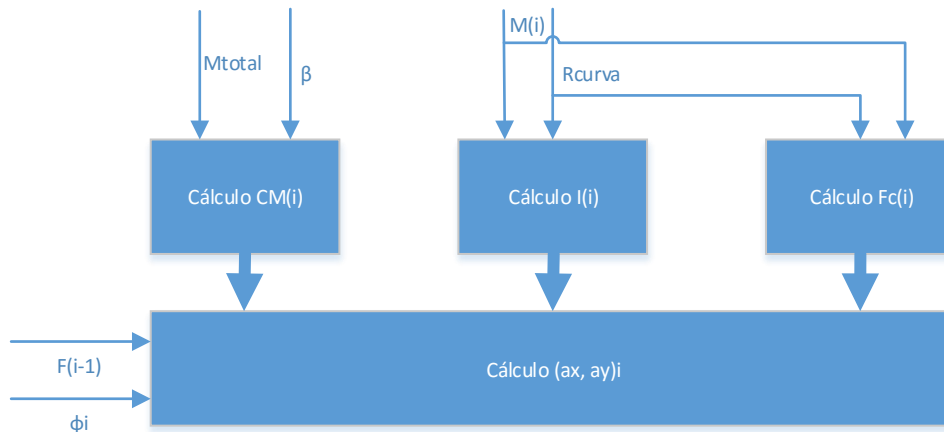 M(i)
Mtotal
β
Rcurva
Cálculo CM(i)
Cálculo I(i)
Cálculo Fc(i)
F(i-1)
Cálculo (ax, ay)i
ϕi